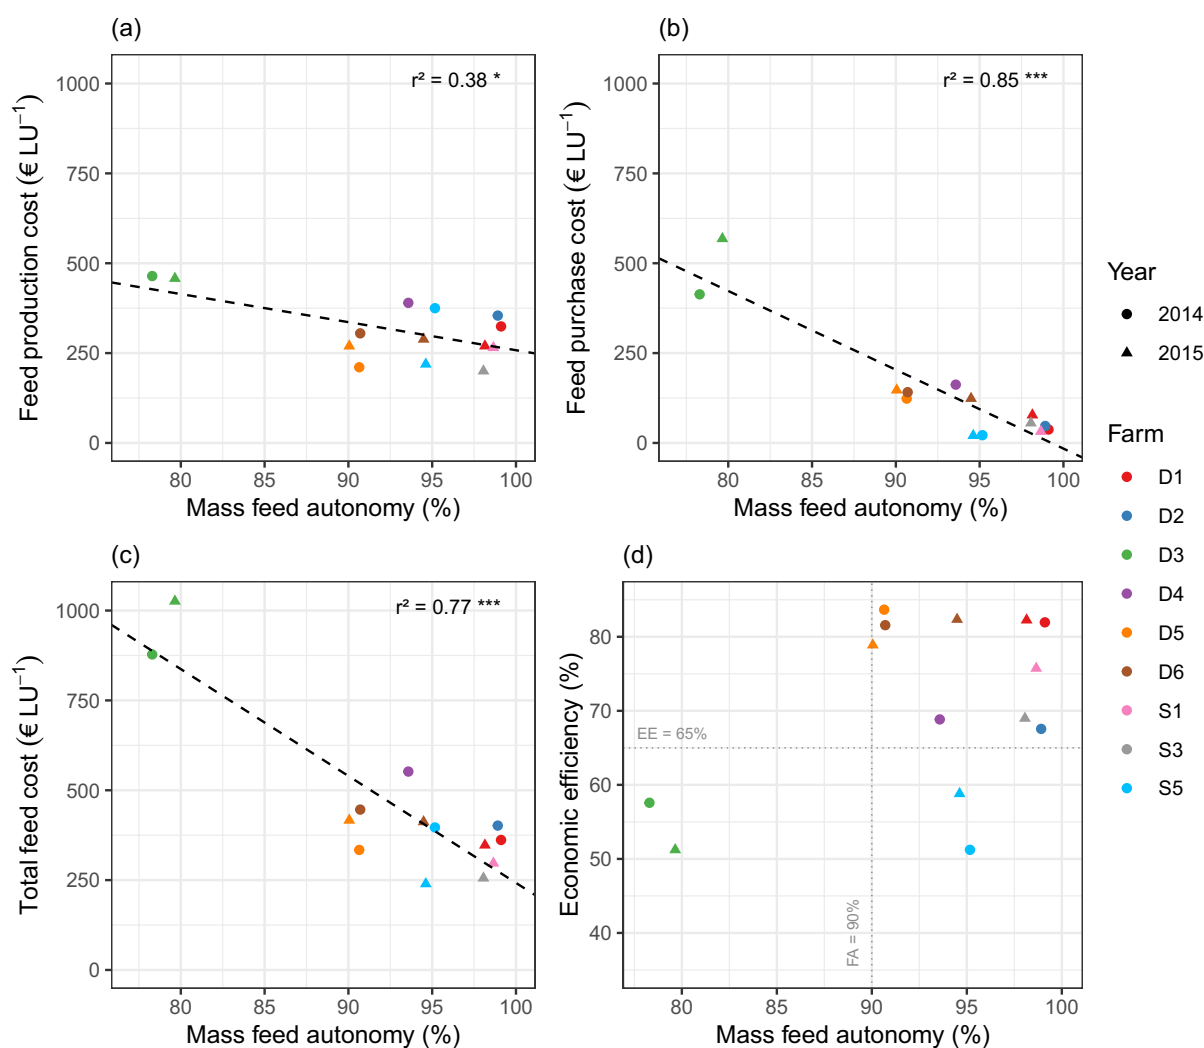 (a)
r² = 0.38 *
1000
750
500
250
0
Feed production cost (€ LU⁻¹)
80 85 90 95 100
Mass feed autonomy (%)
(b)
r² = 0.85 ***
1000
750
500
250
0
Feed purchase cost (€ LU⁻¹)
80 85 90 95 100
Mass feed autonomy (%)
(c)
r² = 0.77 ***
1000
750
500
250
0
Total feed cost (€ LU⁻¹)
80 85 90 95 100
Mass feed autonomy (%)
(d)
80
70
60
50
40
Economic efficiency (%)
EE = 65%
FA = 90%
80 85 90 95 100
Mass feed autonomy (%)
Year
2014
2015
Farm
D1
D2
D3
D4
D5
D6
S1
S3
S5